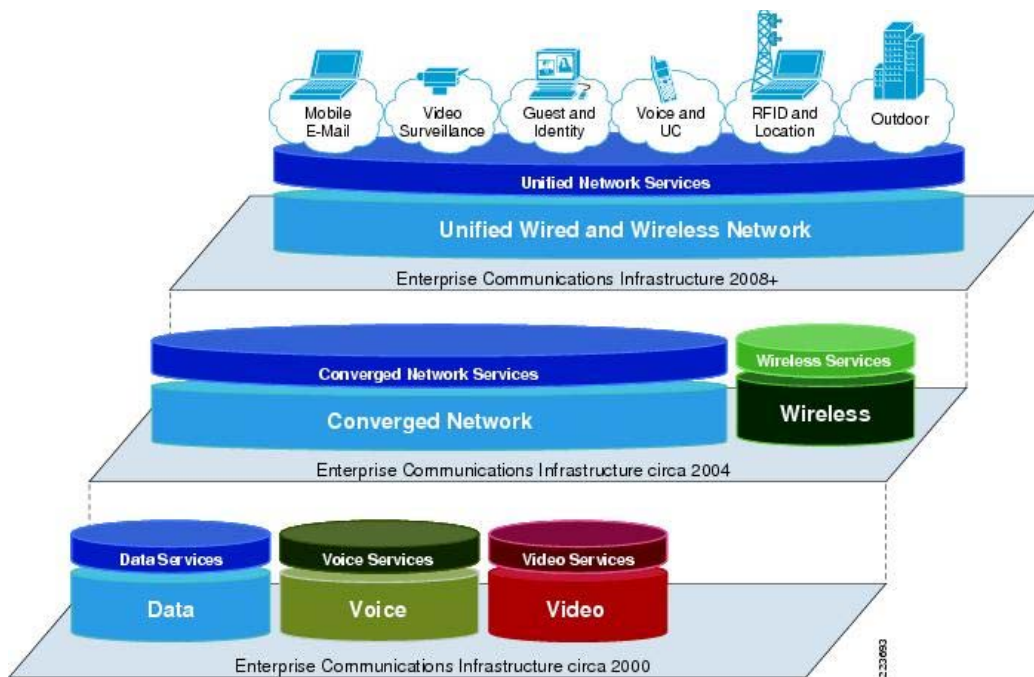 Mobile
E-Mail
Video
Surveillance
Guest and
Identity
Voice and
UC
RFID and
Location
Outdoor
Unified Network Services
Unified Wired and Wireless Network
Enterprise Communications Infrastructure 2008+
Converged Network Services
Wireless Services
Converged Network
Wireless
Enterprise Communications Infrastructure circa 2004
Data Services
Voice Services
Video Services
Data
Voice
Video
Enterprise Communications Infrastructure circa 2000
223693